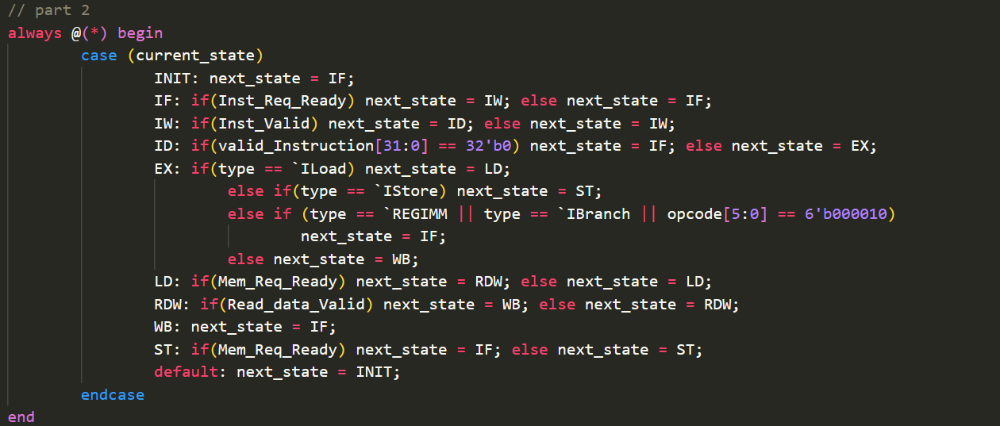 // part 2
always @(*) begin
case (current_state)
INIT: next_state = IF;
IF: if(Inst_Req_Ready) next_state = IW; else next_state = IF;
IW: if(Inst_Valid) next_state = ID; else next_state = IW;
ID: if(valid_Instruction[31:0] == 32'b0) next_state = IF; else next_state = EX;
EX: if(type == `ILoad) next_state = LD;
else if(type == `IStore) next_state = ST;
else if (type == `REGIMM || type == `IBranch || opcode[5:0] == 6'b000010)
next_state = IF;
else next_state = WB;
LD: if(Mem_Req_Ready) next_state = RDW; else next_state = LD;
RDW: if(Read_data_Valid) next_state = WB; else next_state = RDW;
WB: next_state = IF;
ST: if(Mem_Req_Ready) next_state = IF; else next_state = ST;
default: next_state = INIT;
endcase
end